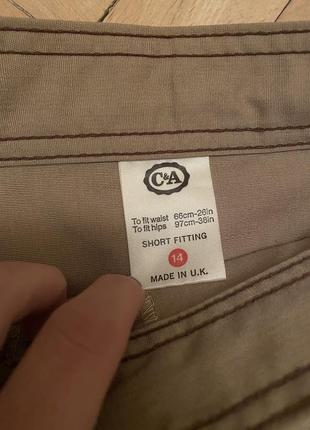 C&A
To fit waist 66cm-26in
To fit hips 97cm-38in
SHORT FITTING
14
MADE IN U.K.